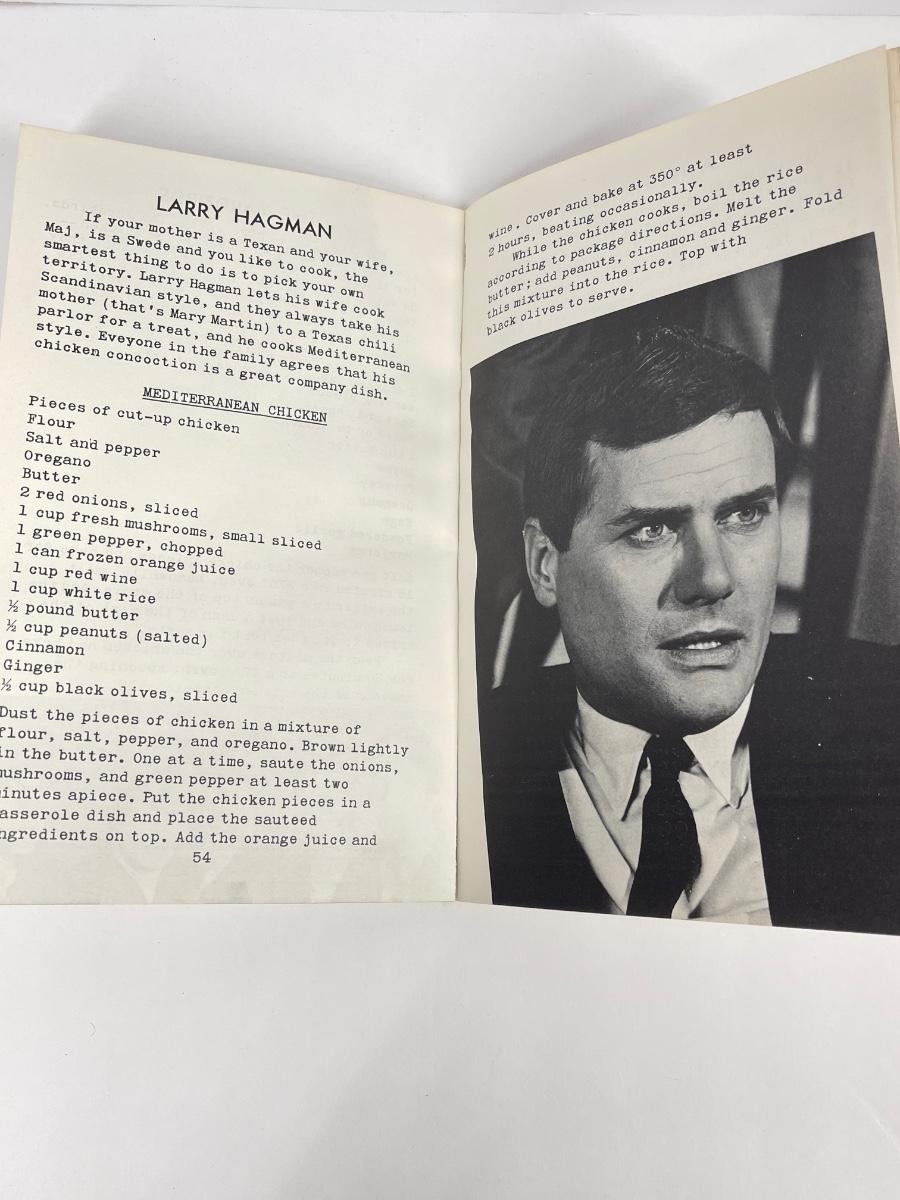 LARRY HAGMAN
If your mother is a Texan and your wife,
Maj, is a Swede and you like to cook, the
smartest thing to do is to pick your own
territory. Larry Hagman lets his wife cook
Scandinavian style, and they always take his
mother (that's Mary Martin) to a Texas chili
parlor for a treat, and he cooks Mediterranean
style. Eveyone in the family agrees that his
chicken concoction is a great company dish.
MEDITERRANEAN CHICKEN
Pieces of cut-up chicken
Flour
Salt and pepper
Oregano
Butter
2 red onions, sliced
1 cup fresh mushrooms, small sliced
1 green pepper, chopped
1 can frozen orange juice
1 cup red wine
1 cup white rice
½ pound butter
½ cup peanuts (salted)
Cinnamon
Ginger
½ cup black olives, sliced
Dust the pieces of chicken in a mixture of
flour, salt, pepper, and oregano. Brown lightly
in the butter. One at a time, saute the onions,
mushrooms, and green pepper at least two
minutes apiece. Put the chicken pieces in a
casserole dish and place the sauteed
ingredients on top. Add the orange juice and
54
wine. Cover and bake at 350° at least
2 hours, beating occasionally.
While the chicken cooks, boil the rice
according to package directions. Melt the
butter; add peanuts, cinnamon and ginger. Fold
this mixture into the rice. Top with
black olives to serve.